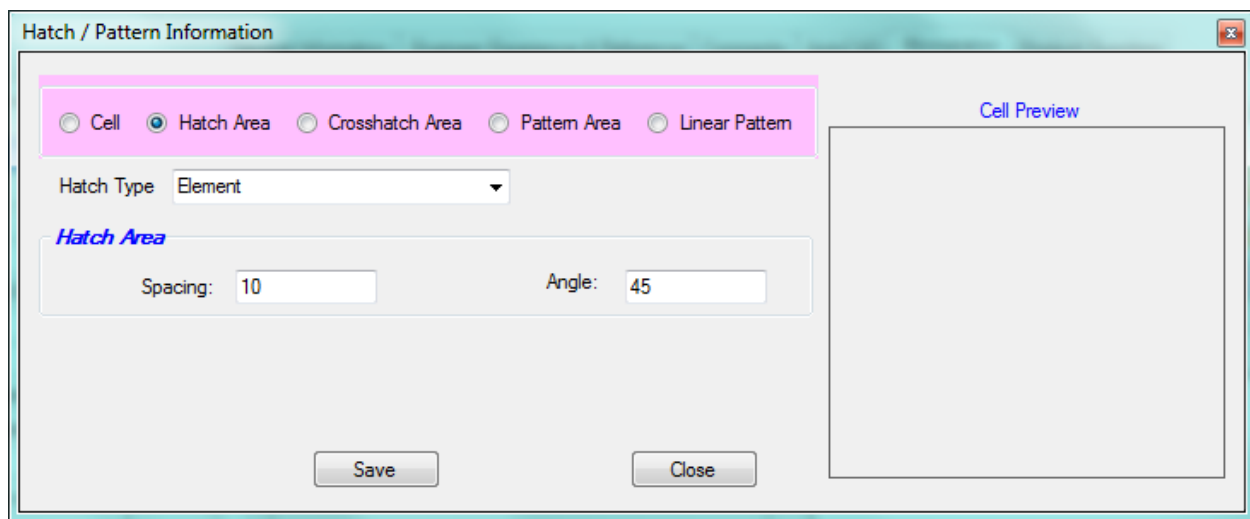 Hatch / Pattern Information
Cell Hatch Area Crosshatch Area Pattern Area Linear Pattern
Cell Preview
Hatch Type Element
Hatch Area
Spacing: 10 Angle: 45
Save Close